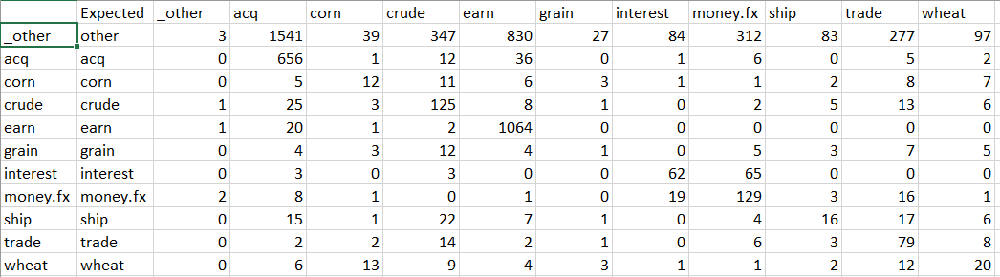 Expected _other acq corn crude earn grain interest money.fx ship trade wheat
_other other 3 1541 39 347 830 27 84 312 83 277 97
acq acq 0 656 1 12 36 0 1 6 0 5 2
corn corn 0 5 12 11 6 3 1 1 2 8 7
crude crude 1 25 3 125 8 1 0 2 5 13 6
earn earn 1 20 1 2 1064 0 0 0 0 0 0
grain grain 0 4 3 12 4 1 0 5 3 7 5
interest interest 0 3 0 3 0 0 62 65 0 0 0
money.fx money.fx 2 8 1 0 1 0 19 129 3 16 1
ship ship 0 15 1 22 7 1 0 4 16 17 6
trade trade 0 2 2 14 2 1 0 6 3 79 8
wheat wheat 0 6 13 9 4 3 1 1 2 12 20